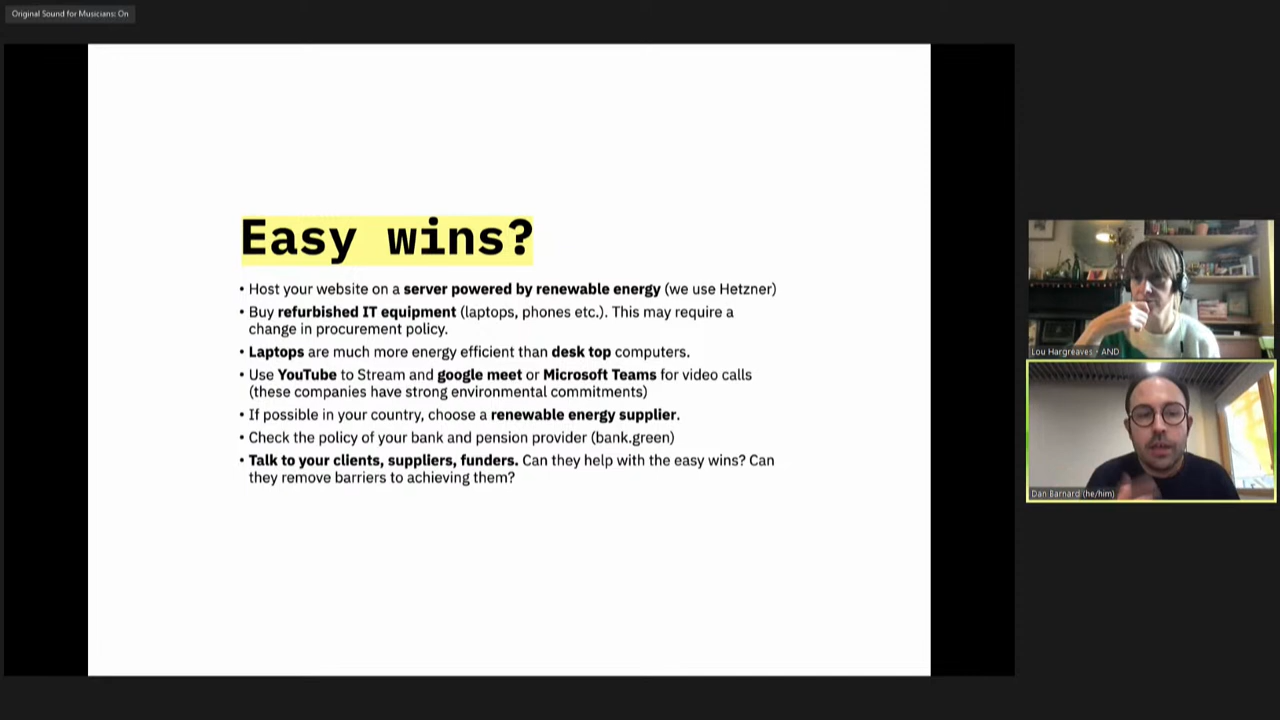 Original Sound for Musicians: On
Easy wins?
• Host your website on a server powered by renewable energy (we use Hetzner)
• Buy refurbished IT equipment (laptops, phones etc.). This may require a
change in procurement policy.
• Laptops are much more energy efficient than desk top computers.
• Use YouTube to Stream and google meet or Microsoft Teams for video calls
(these companies have strong environmental commitments)
• If possible in your country, choose a renewable energy supplier.
• Check the policy of your bank and pension provider (bank.green)
• Talk to your clients, suppliers, funders. Can they help with the easy wins? Can
they remove barriers to achieving them?
Lou Hargreaves - AND
Dan Barnard (he/him)